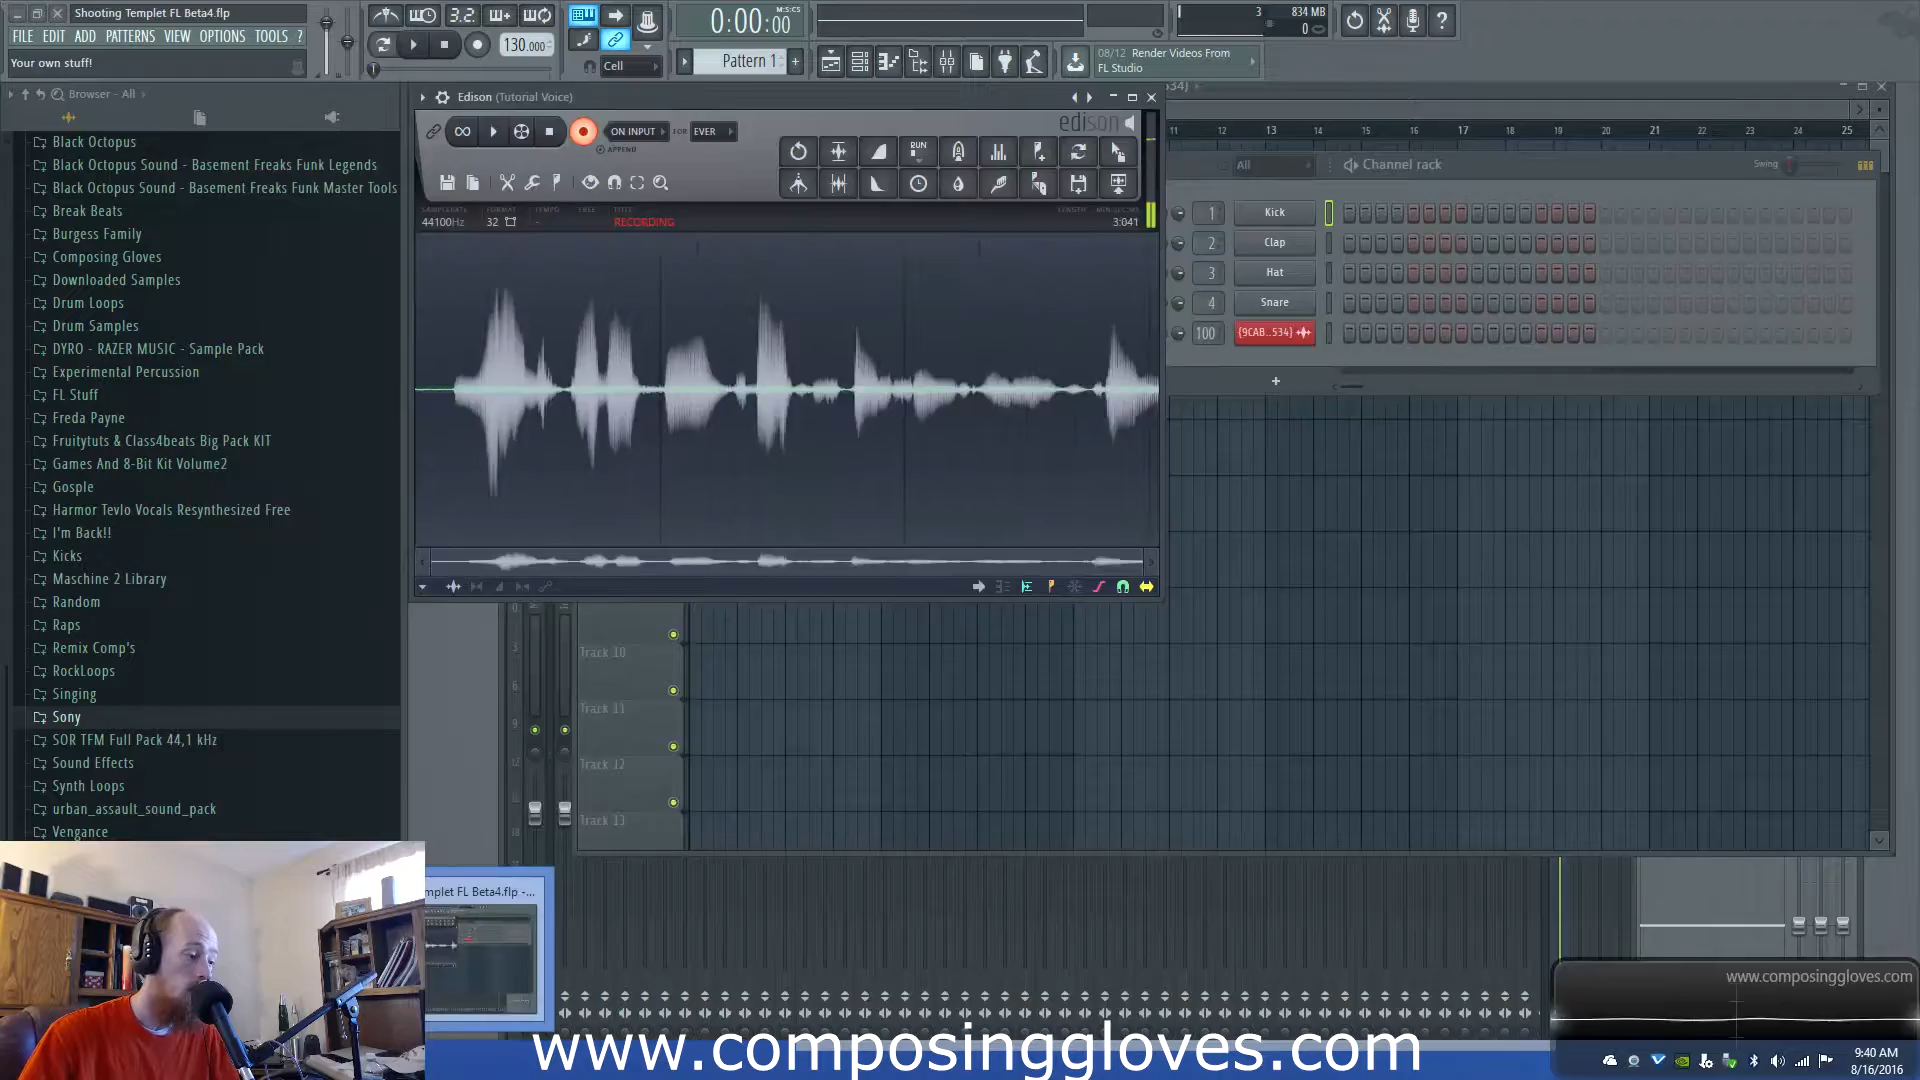 Shooting Templet FL Beta4.flp
FILE EDIT ADD PATTERNS VIEW OPTIONS TOOLS ?
Your own stuff!
3.2.
130.000
Cell
0:00:00
M:S:CS
Pattern 1
3
834 MB
0
08/12 Render Videos From
FL Studio
Browser - All
Black Octopus
Black Octopus Sound - Basement Freaks Funk Legends
Black Octopus Sound - Basement Freaks Funk Master Tools
Break Beats
Burgess Family
Composing Gloves
Downloaded Samples
Drum Loops
Drum Samples
DYRO - RAZER MUSIC - Sample Pack
Experimental Percussion
FL Stuff
Freda Payne
Fruitytuts & Class4beats Big Pack KIT
Games And 8-Bit Kit Volume2
Gosple
Harmor Tevlo Vocals Resynthesized Free
I'm Back!!
Kicks
Maschine 2 Library
Random
Raps
Remix Comp's
RockLoops
Singing
Sony
SOR TFM Full Pack 44,1 kHz
Sound Effects
Synth Loops
urban_assault_sound_pack
Vengance
Edison (Tutorial Voice)
ON INPUT FOR EVER
APPEND
edison
RUN
SAMPLERATE FORMAT TEMPO TITLE LENGTH
44100Hz 32 - RECORDING 3:041
534)
11 12 13 14 15 16 17 18 19 20 21 22 23 24 25
All Channel rack Swing
1 Kick
2 Clap
3 Hat
4 Snare
100 {9CAB..534}
Track 10
Track 11
Track 12
Track 13
0
3
6
9
12
18
mplet FL Beta4.flp -...
www.composinggloves.com
www.composinggloves.com
9:40 AM
8/16/2016